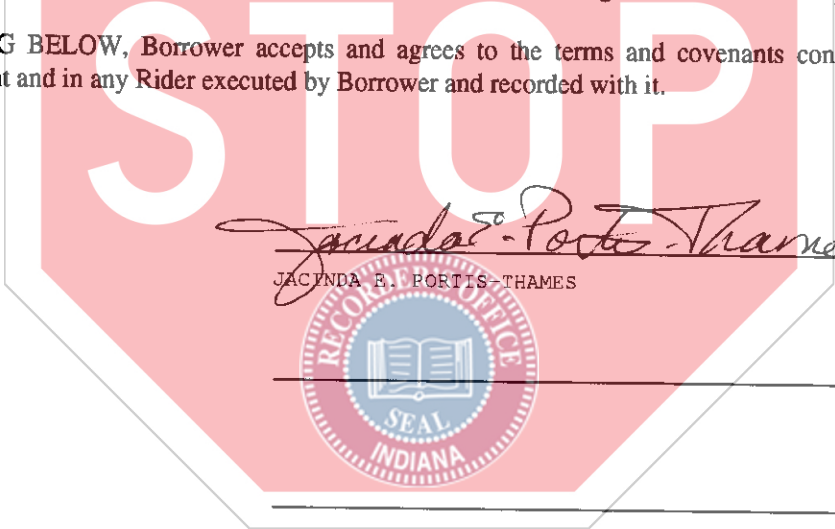 STOP!
G BELOW, Borrower accepts and agrees to the terms and covenants con
t and in any Rider executed by Borrower and recorded with it.
Jacinda E. Portis-Thame
JACINDA E. PORTIS-THAMES
RECORDER'S OFFICE
SEAL
INDIANA